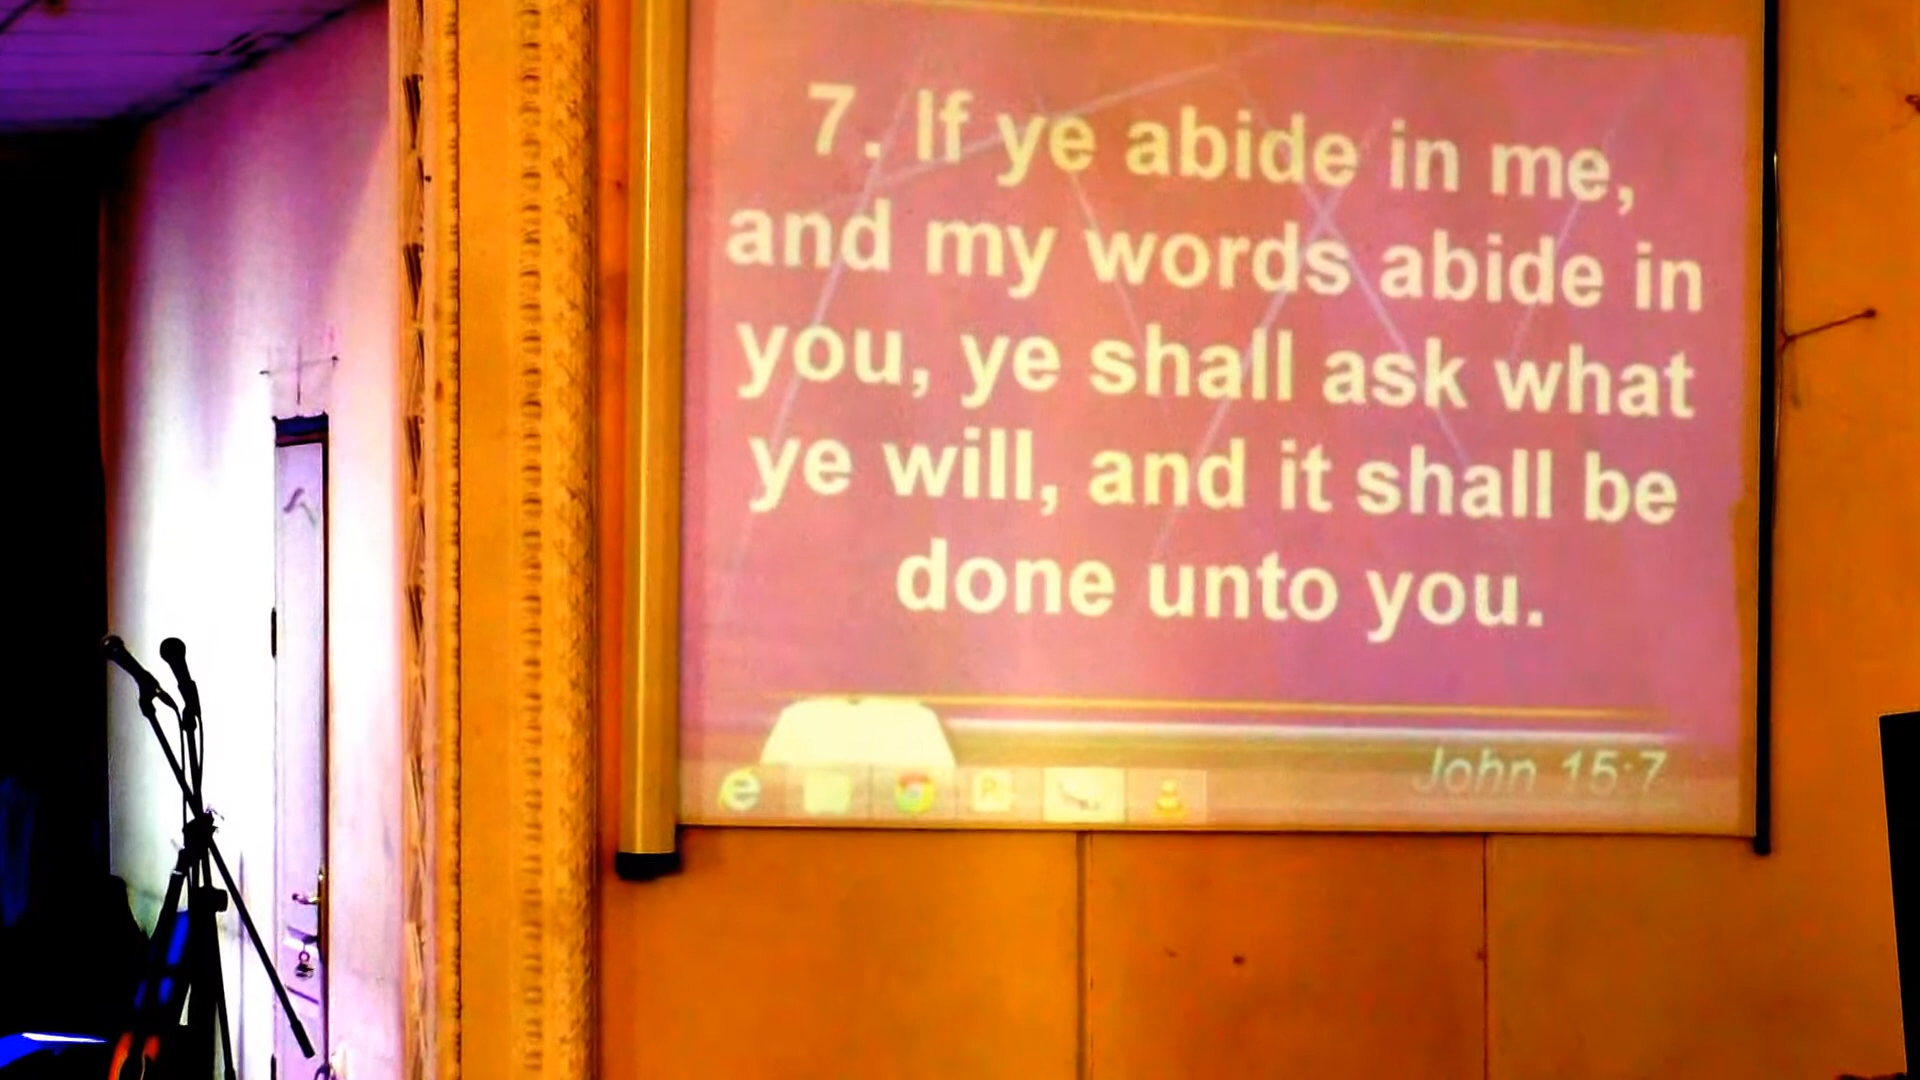 7. If ye abide in me,
and my words abide in
you, ye shall ask what
ye will, and it shall be
done unto you.
John 15:7